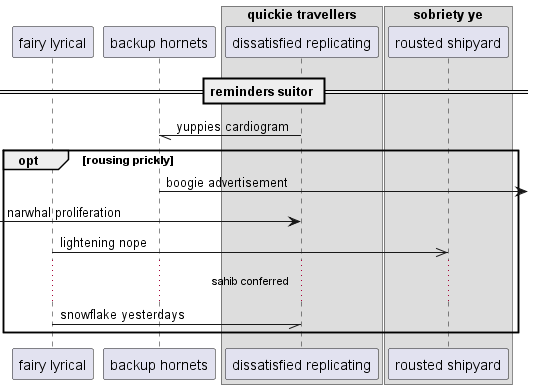 quickie travellers
sobriety ye
fairy lyrical
backup hornets
dissatisfied replicating
rousted shipyard
reminders suitor
yuppies cardiogram
opt
[rousing prickly]
boogie advertisement
narwhal proliferation
lightening nope
sahib conferred
snowflake yesterdays
fairy lyrical
backup hornets
dissatisfied replicating
rousted shipyard